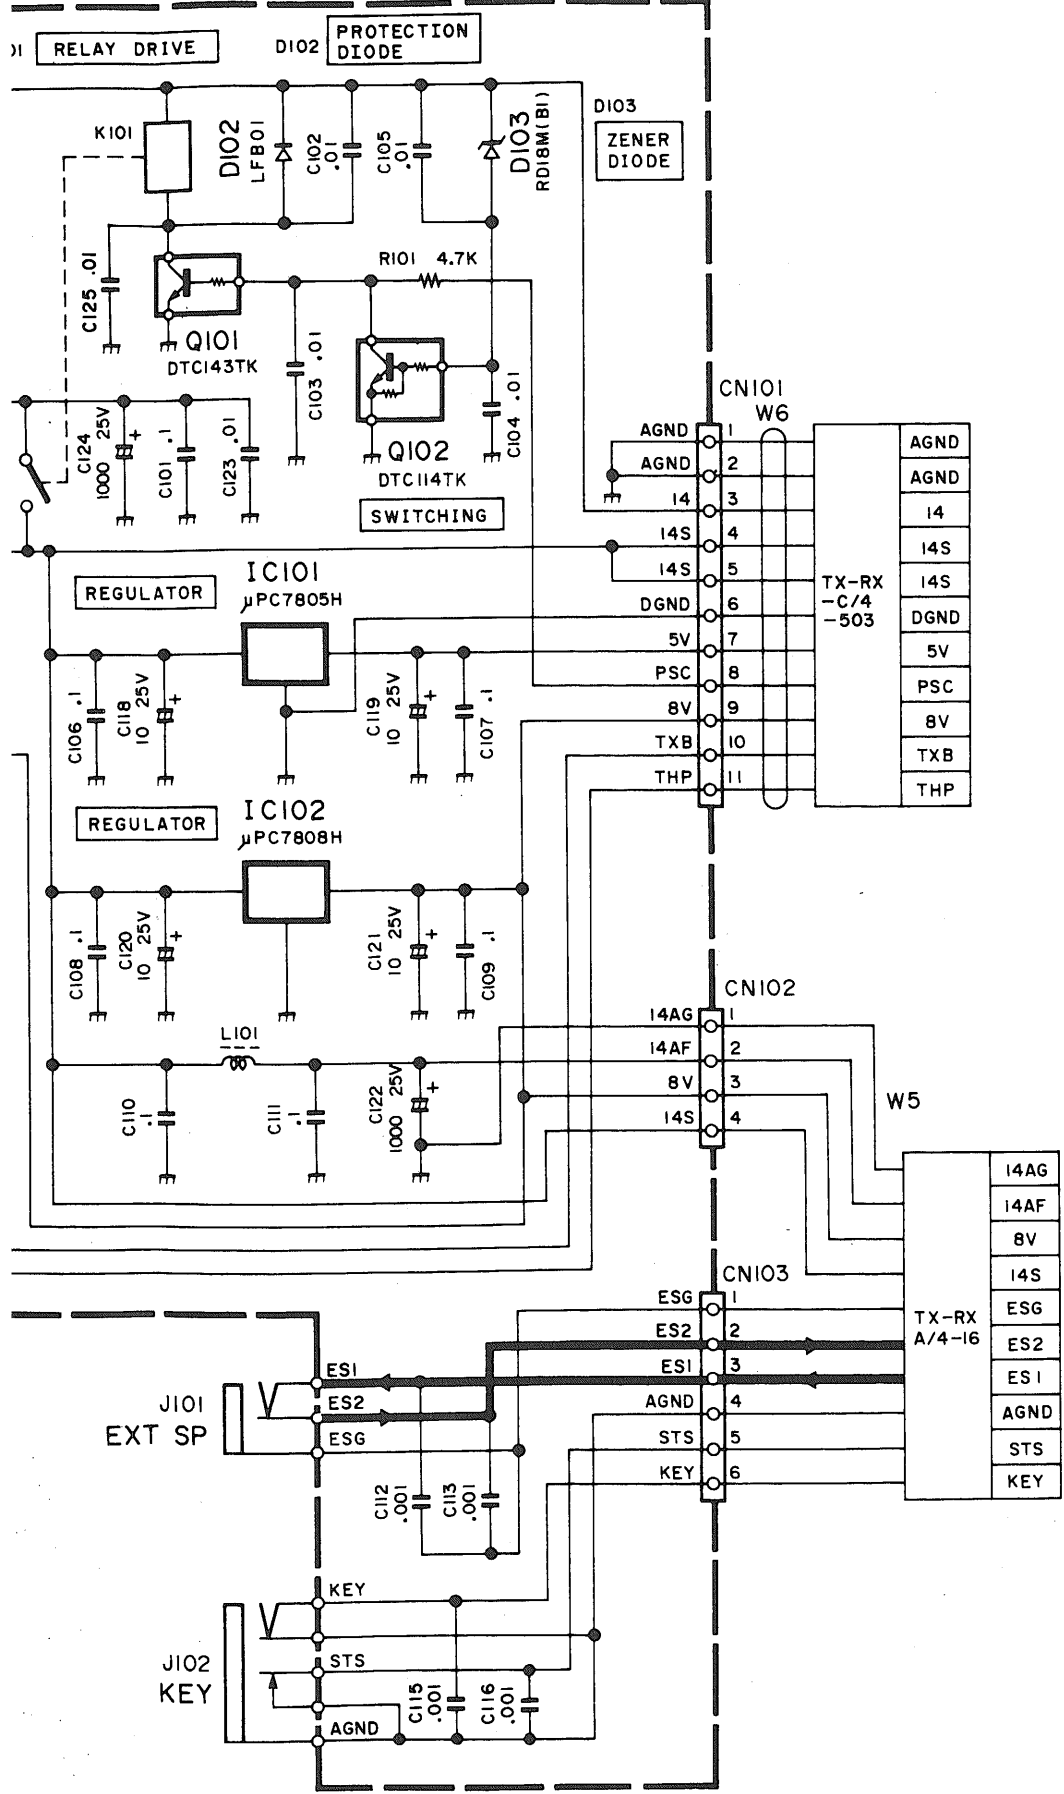 01 RELAY DRIVE
D102 PROTECTION
DIODE
D103
ZENER
DIODE
K101
D102
LFB01
C102
.01
C105
.01
D103
RD18M(B1)
R101 4.7K
C125 .01
Q101
DTC143TK
C103 .01
Q102
DTC114TK
SWITCHING
C104 .01
C124
1000 25V
+
C101 .1
C123 .01
CN101
W6
AGND 1 AGND
AGND 2 AGND
14 3 14
14S 4 14S
14S 5 14S
DGND 6 DGND
5V 7 5V
PSC 8 PSC
8V 9 8V
TXB 10 TXB
THP 11 THP
TX-RX
-C/4
-503
REGULATOR
IC101
μPC7805H
C106 .1
C118
10 25V
+
C119
10 25V
+
C107 .1
REGULATOR
IC102
μPC7808H
C108 .1
C120
10 25V
+
C121
10 25V
+
C109 .1
L101
C110
.1
C111
.1
C122
1000 25V
+
CN102
14AG 1
14AF 2
8V 3
14S 4
W5
14AG
14AF
8V
14S
ESG
ES2
ES1
AGND
STS
KEY
TX-RX
A/4-16
CN103
ESG 1
ES2 2
ES1 3
AGND 4
STS 5
KEY 6
J101
EXT SP
ES1
ES2
ESG
C112
.001
C113
.001
J102
KEY
KEY
STS
AGND
C115
.001
C116
.001